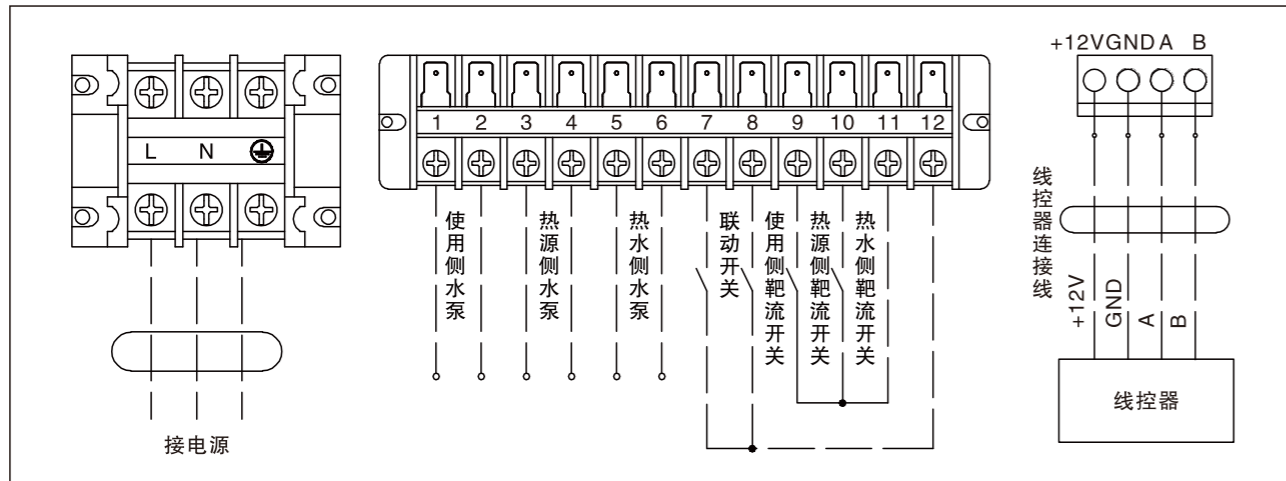 L N
接电源
1 2 3 4 5 6 7 8 9 10 11 12
使用侧水泵
热源侧水泵
热水侧水泵
联动开关
使用侧靶流开关
热源侧靶流开关
热水侧靶流开关
+12V GND A B
线控器连接线
+12V
GND
A
B
线控器